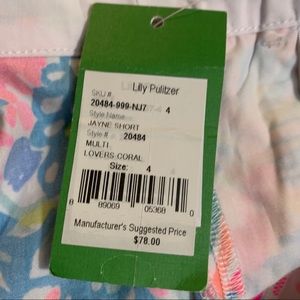 Lilly Pulitzer
SKU #
20484-999-NJ7 4
Style Name
JAYNE SHORT
Style # 20484
MULTI
LOVERS CORAL
Size: 4
8 89069 05368 0
Manufacturer's Suggested Price
$78.00